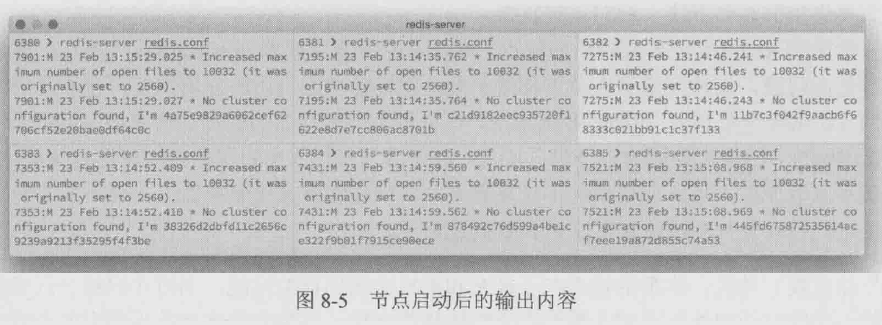 redis-server
6380 ❯ redis-server redis.conf
7901:M 23 Feb 13:15:29.025 * Increased max
imum number of open files to 10032 (it was
originally set to 2560).
7901:M 23 Feb 13:15:29.027 * No cluster co
nfiguration found, I'm 4a75e9829a6062cef62
706cf52e20bae0df64c0c
6381 ❯ redis-server redis.conf
7195:M 23 Feb 13:14:35.762 * Increased max
imum number of open files to 10032 (it was
originally set to 2560).
7195:M 23 Feb 13:14:35.764 * No cluster co
nfiguration found, I'm c21d9182eec935720f1
622e8d7e7cc806ac8701b
6382 ❯ redis-server redis.conf
7275:M 23 Feb 13:14:46.241 * Increased max
imum number of open files to 10032 (it was
originally set to 2560).
7275:M 23 Feb 13:14:46.243 * No cluster co
nfiguration found, I'm 11b7c3f042f9aacb6f6
8333c021bb91c1c37f133
6383 ❯ redis-server redis.conf
7353:M 23 Feb 13:14:52.409 * Increased max
imum number of open files to 10032 (it was
originally set to 2560).
7353:M 23 Feb 13:14:52.410 * No cluster co
nfiguration found, I'm 38326d2dbfd11c2656c
9239a9213f35295f4f3be
6384 ❯ redis-server redis.conf
7431:M 23 Feb 13:14:59.560 * Increased max
imum number of open files to 10032 (it was
originally set to 2560).
7431:M 23 Feb 13:14:59.562 * No cluster co
nfiguration found, I'm 878492c76d599a4be1c
e322f9b01f7915ce90ece
6385 ❯ redis-server redis.conf
7521:M 23 Feb 13:15:08.968 * Increased max
imum number of open files to 10032 (it was
originally set to 2560).
7521:M 23 Feb 13:15:08.969 * No cluster co
nfiguration found, I'm 445fd675872535614ac
f7eee19a872d855c74a53
图 8-5 节点启动后的输出内容